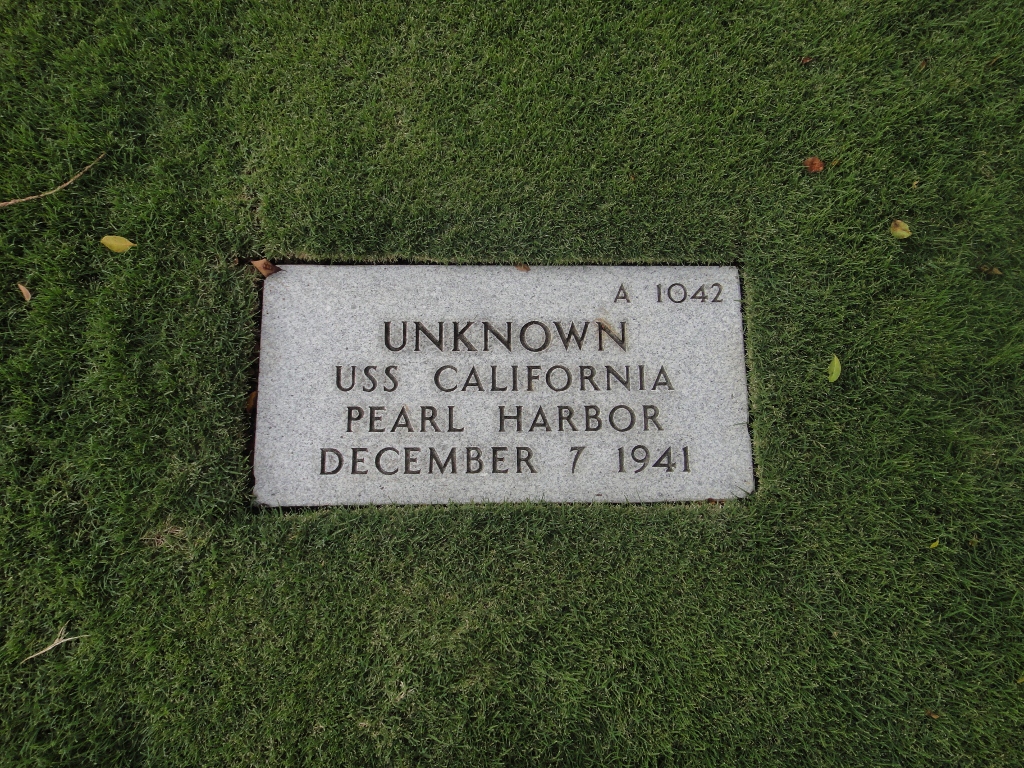 A 1042
UNKNOWN
USS CALIFORNIA
PEARL HARBOR
DECEMBER 7 1941